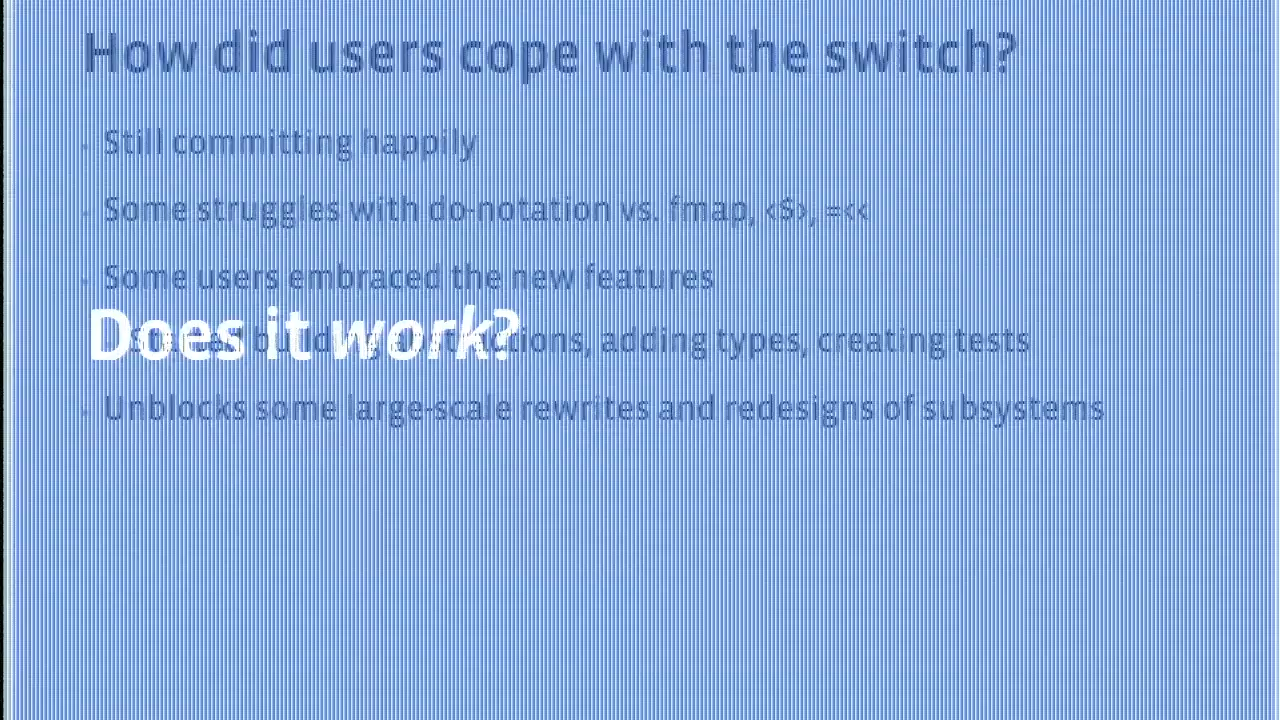 How did users cope with the switch?
Still committing happily
Some struggles with do-notation vs. fmap, <$>, =<<
Some users embraced the new features
Does it work?
adding types, creating tests
Unblocks some large-scale rewrites and redesigns of subsystems